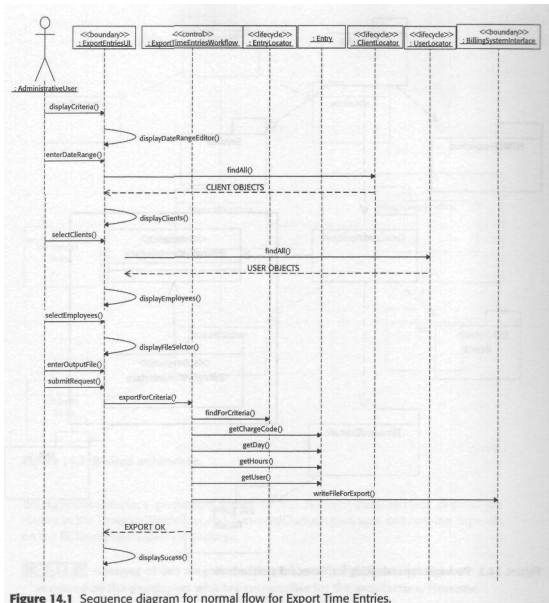 <<boundary>>
: ExportEntriesUI
<<control>>
: ExportTimeEntriesWorkflow
<<lifecycle>>
: EntryLocator
: Entry
<<lifecycle>>
: ClientLocator
<<lifecycle>>
: UserLocator
<<boundary>>
: BillingSystemInterface
: AdministrativeUser
displayCriteria()
displayDateRangeEditor()
enterDateRange()
findAll()
CLIENT OBJECTS
displayClients()
selectClients()
findAll()
USER OBJECTS
displayEmployees()
selectEmployees()
displayFileSelctor()
enterOutputFile()
submitRequest()
exportForCriteria()
findForCriteria()
getChargeCode()
getDay()
getHours()
getUser()
writeFileForExport()
EXPORT OK
displaySucess()
Figure 14.1 Sequence diagram for normal flow for Export Time Entries.